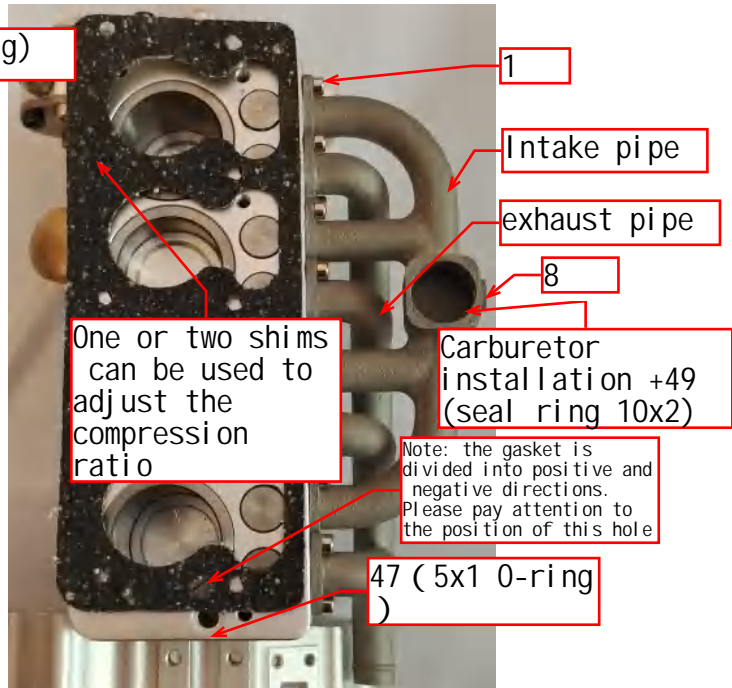 g)
1
Intake pipe
exhaust pipe
8
One or two shims
can be used to
adjust the
compression
ratio
Carburetor
installation +49
(seal ring 10x2)
Note: the gasket is
divided into positive and
negative directions.
Please pay attention to
the position of this hole
47 (5x1 O-ring
)